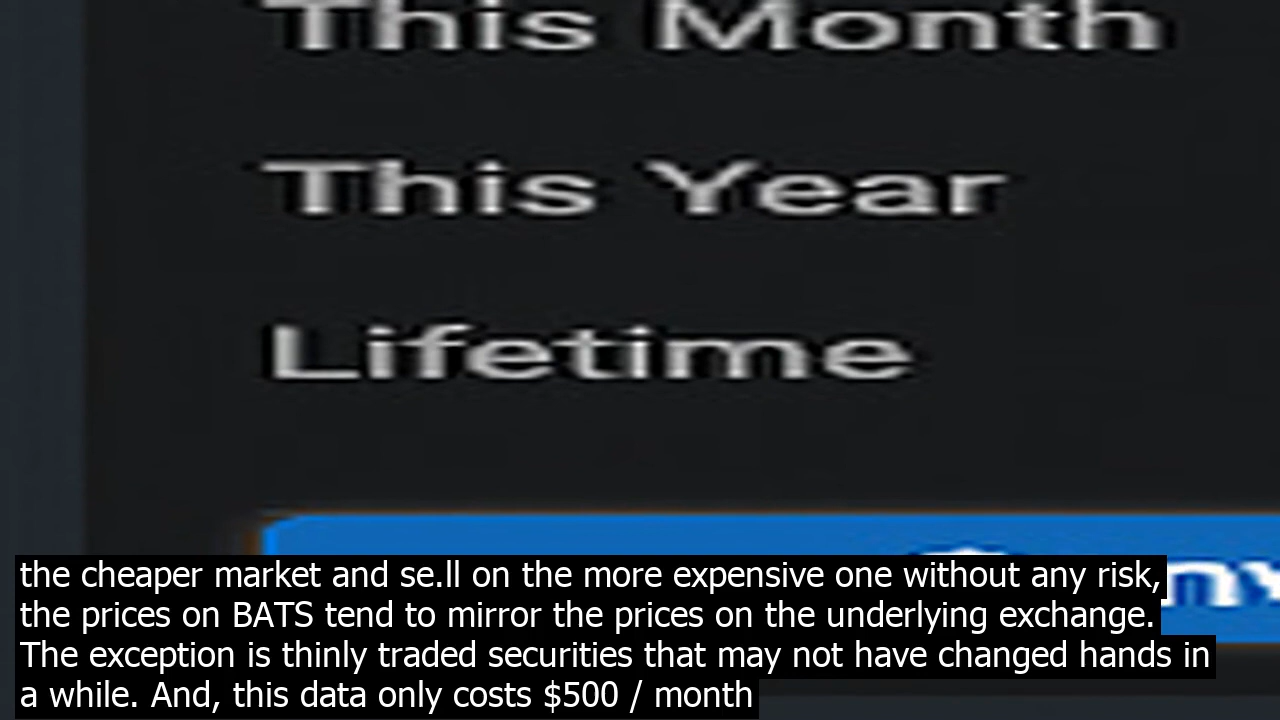 This Month
This Year
Lifetime
the cheaper market and se.ll on the more expensive one without any risk,
the prices on BATS tend to mirror the prices on the underlying exchange.
The exception is thinly traded securities that may not have changed hands in
a while. And, this data only costs $500 / month